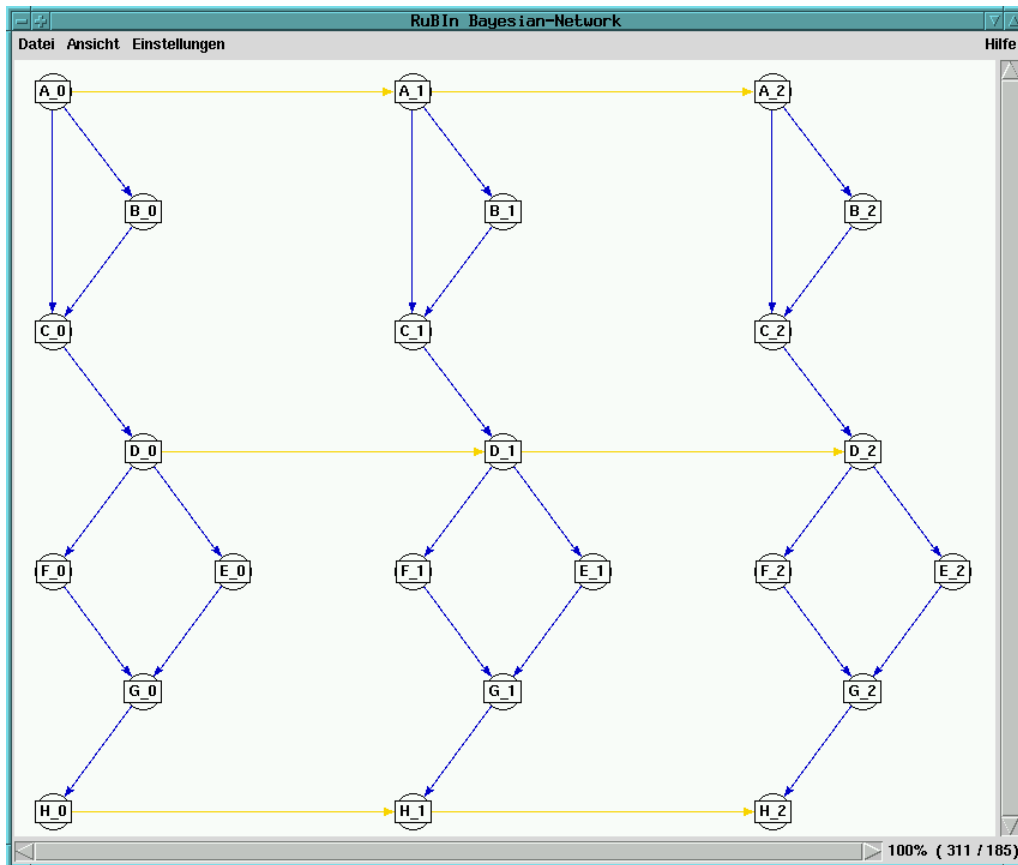 RuBIn Bayesian-Network
Datei Ansicht Einstellungen Hilfe
A_0 A_1 A_2
B_0 B_1 B_2
C_0 C_1 C_2
D_0 D_1 D_2
F_0 E_0 F_1 E_1 F_2 E_2
G_0 G_1 G_2
H_0 H_1 H_2
100% ( 311 / 185)